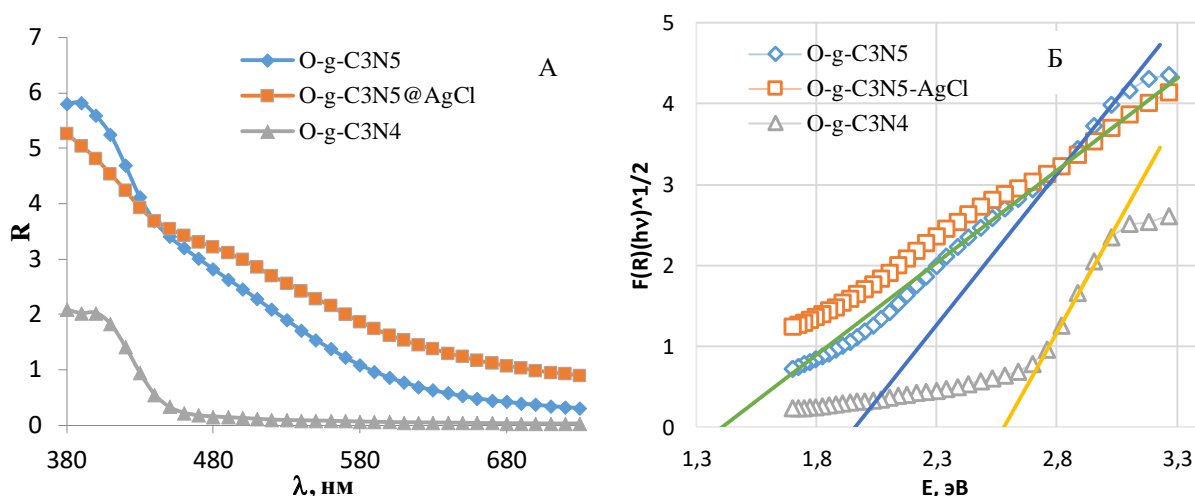 7
6
5
4
3
2
1
0
R
380
480
580
680
λ, нм
O-g-C3N5
O-g-C3N5@AgCl
O-g-C3N4
А
5
4
3
2
1
0
F(R)(hν)^1/2
1,3
1,8
2,3
2,8
3,3
E, эВ
O-g-C3N5
O-g-C3N5-AgCl
O-g-C3N4
Б